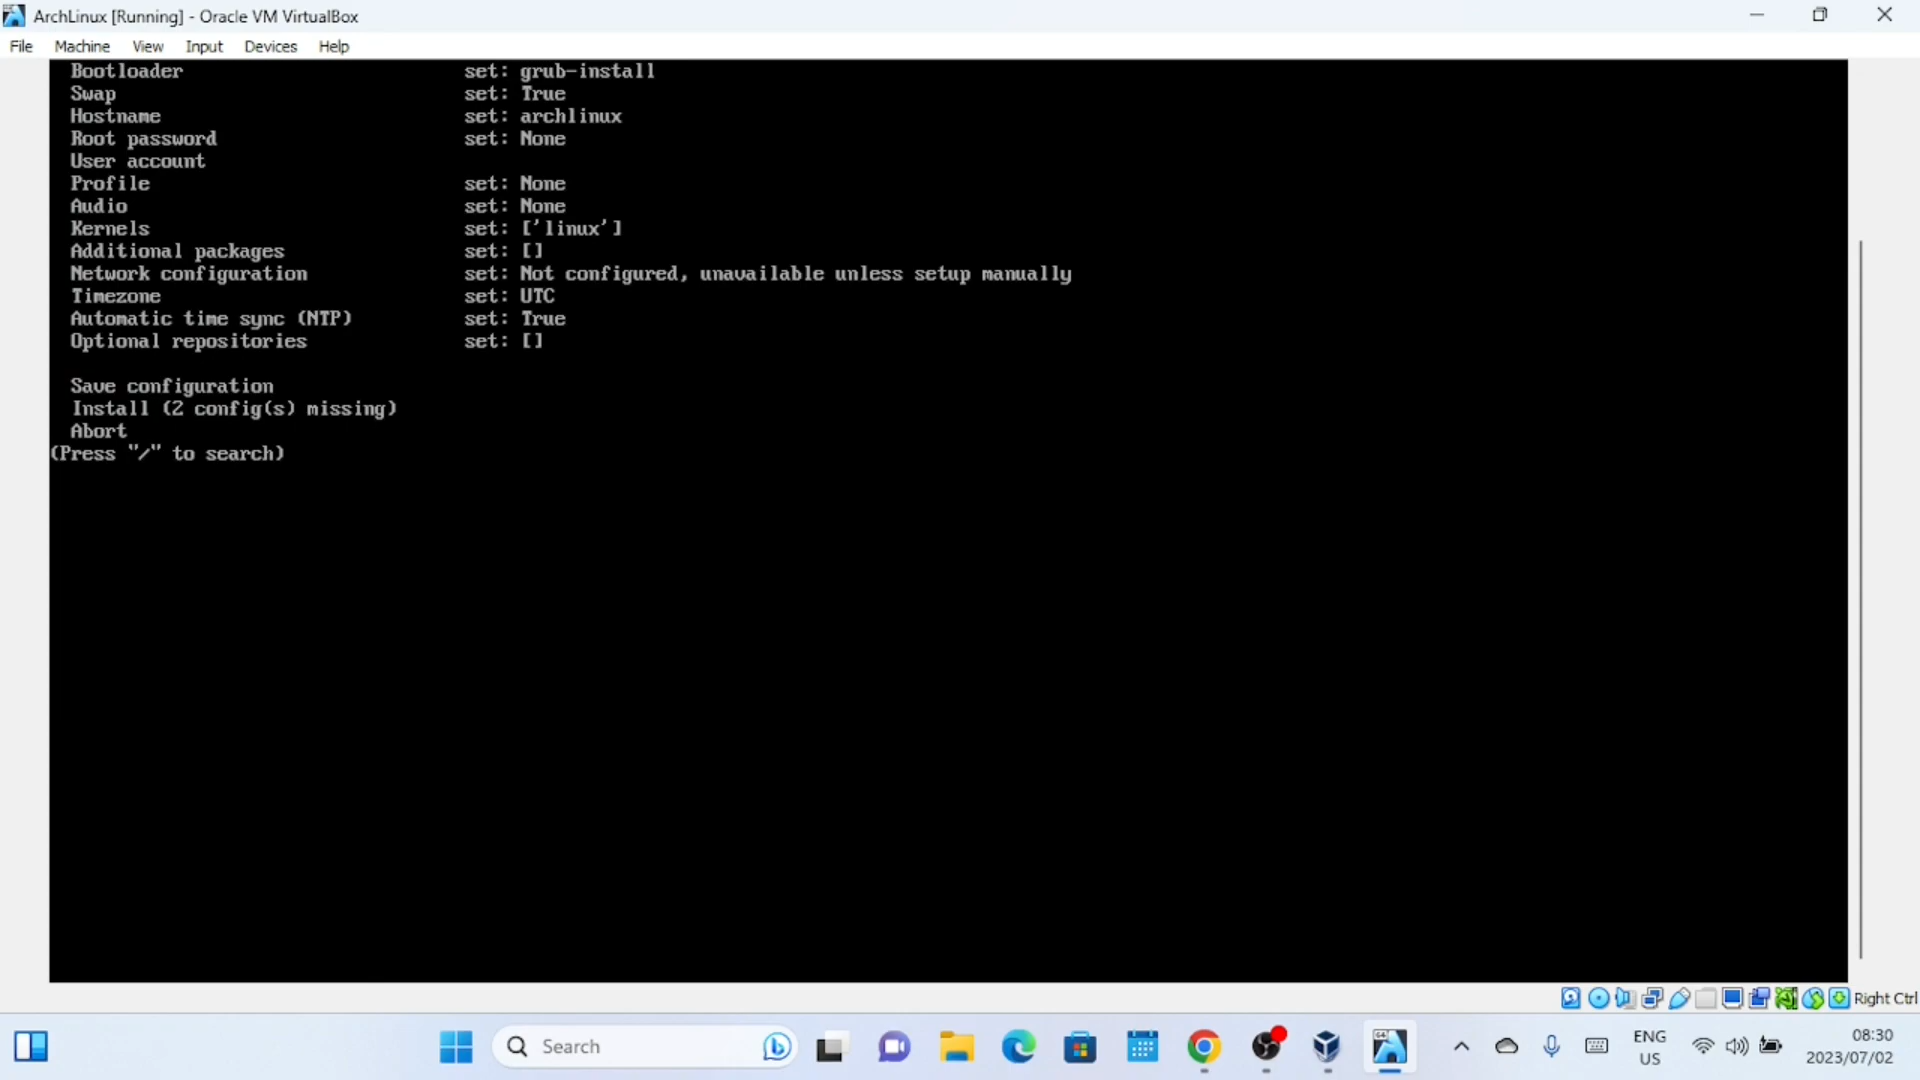 ArchLinux [Running] - Oracle VM VirtualBox
File Machine View Input Devices Help
Bootloader set: grub-install
Swap set: True
Hostname set: archlinux
Root password set: None
User account
Profile set: None
Audio set: None
Kernels set: ['linux']
Additional packages set: []
Network configuration set: Not configured, unavailable unless setup manually
Timezone set: UTC
Automatic time sync (NTP) set: True
Optional repositories set: []
Save configuration
Install (2 config(s) missing)
Abort
(Press "/" to search)
Right Ctrl
Search
64
ENG
US
08:30
2023/07/02